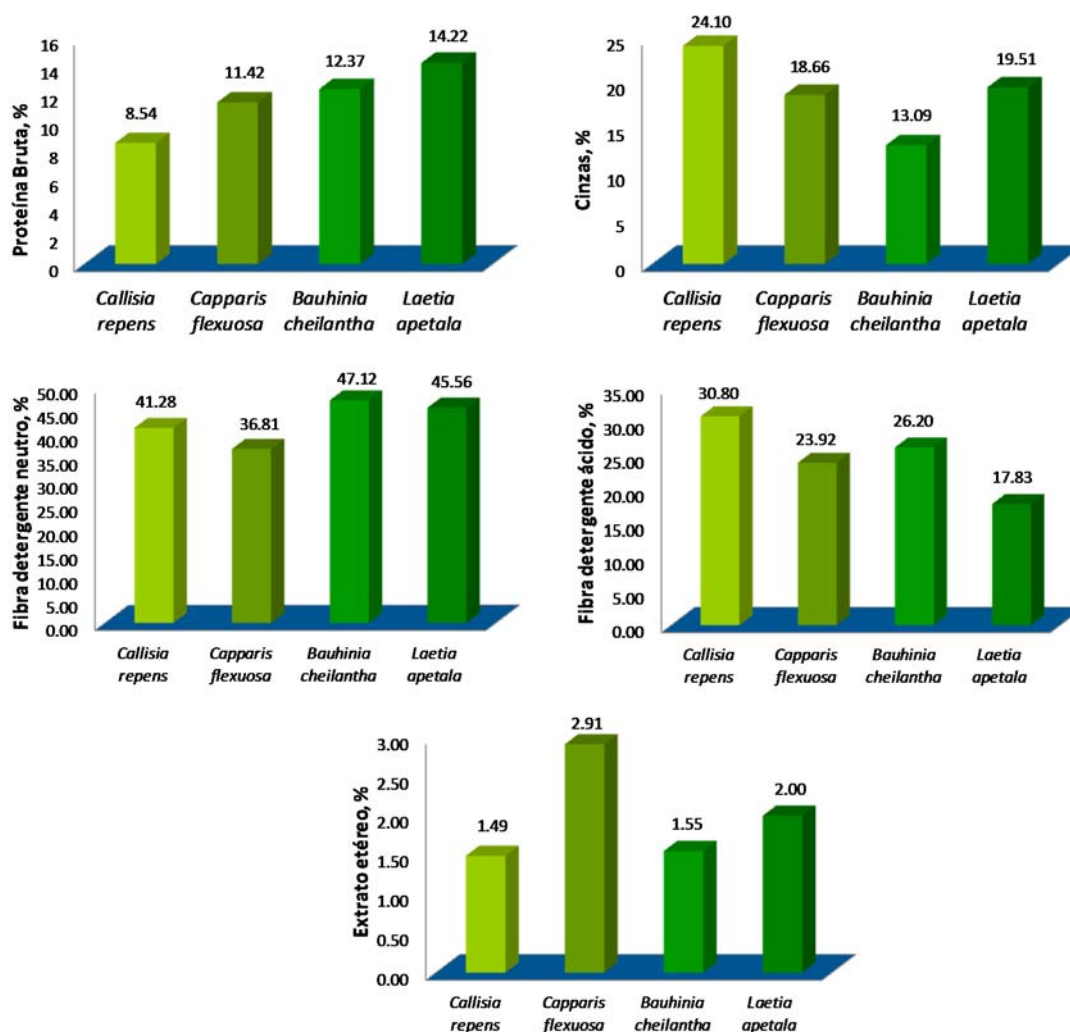 Proteína Bruta, %
16
14
12
10
8
6
4
2
0
8.54
11.42
12.37
14.22
Callisia
repens
Capparis
flexuosa
Bauhinia
cheilantha
Laetia
apetala
Cinzas, %
25
20
15
10
5
0
24.10
18.66
13.09
19.51
Callisia
repens
Capparis
flexuosa
Bauhinia
cheilantha
Laetia
apetala
Fibra detergente neutro, %
50.00
45.00
40.00
35.00
30.00
25.00
20.00
15.00
10.00
5.00
0.00
41.28
36.81
47.12
45.56
Callisia
repens
Capparis
flexuosa
Bauhinia
cheilantha
Laetia
apetala
Fibra detergente ácido, %
35.00
30.00
25.00
20.00
15.00
10.00
5.00
0.00
30.80
23.92
26.20
17.83
Callisia
repens
Capparis
flexuosa
Bauhinia
cheilantha
Laetia
apetala
Extrato etéreo, %
3.00
2.50
2.00
1.50
1.00
0.50
0.00
1.49
2.91
1.55
2.00
Callisia
repens
Capparis
flexuosa
Bauhinia
cheilantha
Laetia
apetala